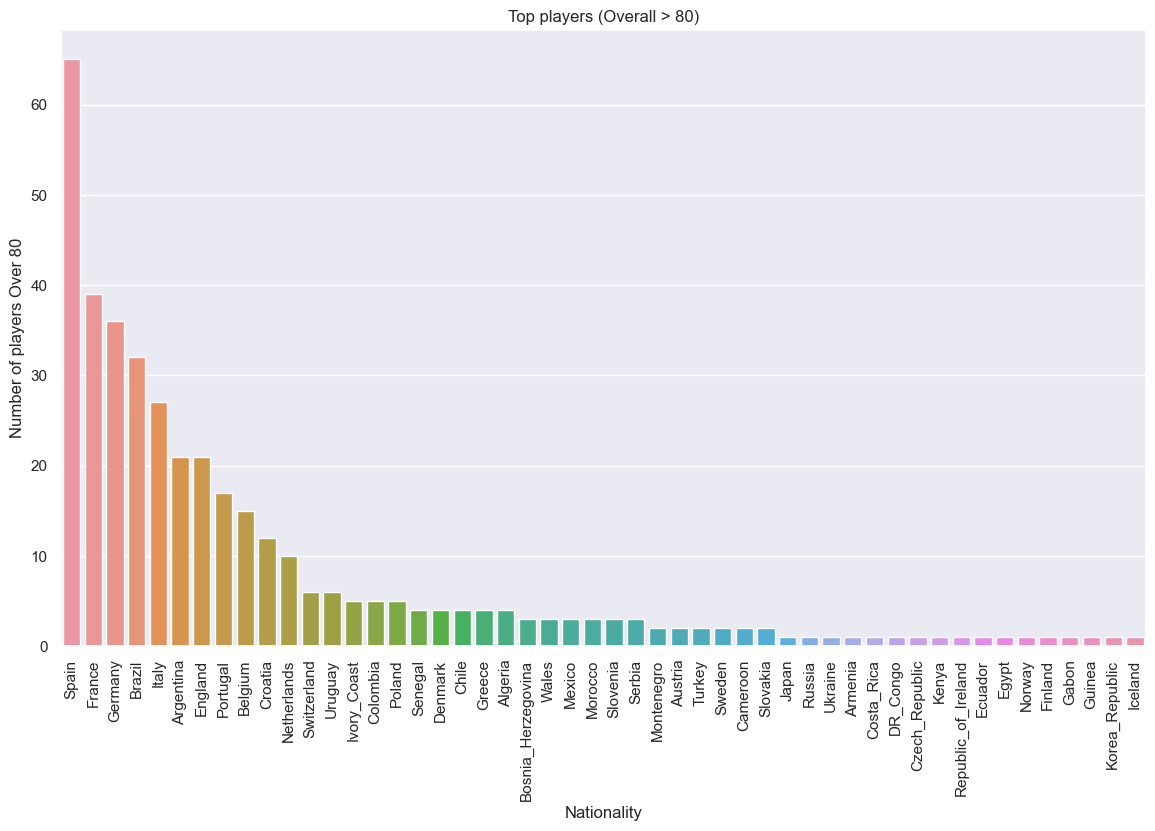 Top players (Overall > 80)
Number of players Over 80
60
50
40
30
20
10
0
Spain
France
Germany
Brazil
Italy
Argentina
England
Portugal
Belgium
Croatia
Netherlands
Switzerland
Uruguay
Ivory_Coast
Colombia
Poland
Senegal
Denmark
Chile
Greece
Algeria
Bosnia_Herzegovina
Wales
Mexico
Morocco
Slovenia
Serbia
Montenegro
Austria
Turkey
Sweden
Cameroon
Slovakia
Japan
Russia
Ukraine
Armenia
Costa_Rica
DR_Congo
Czech_Republic
Kenya
Republic_of_Ireland
Ecuador
Egypt
Norway
Finland
Gabon
Guinea
Korea_Republic
Iceland
Nationality